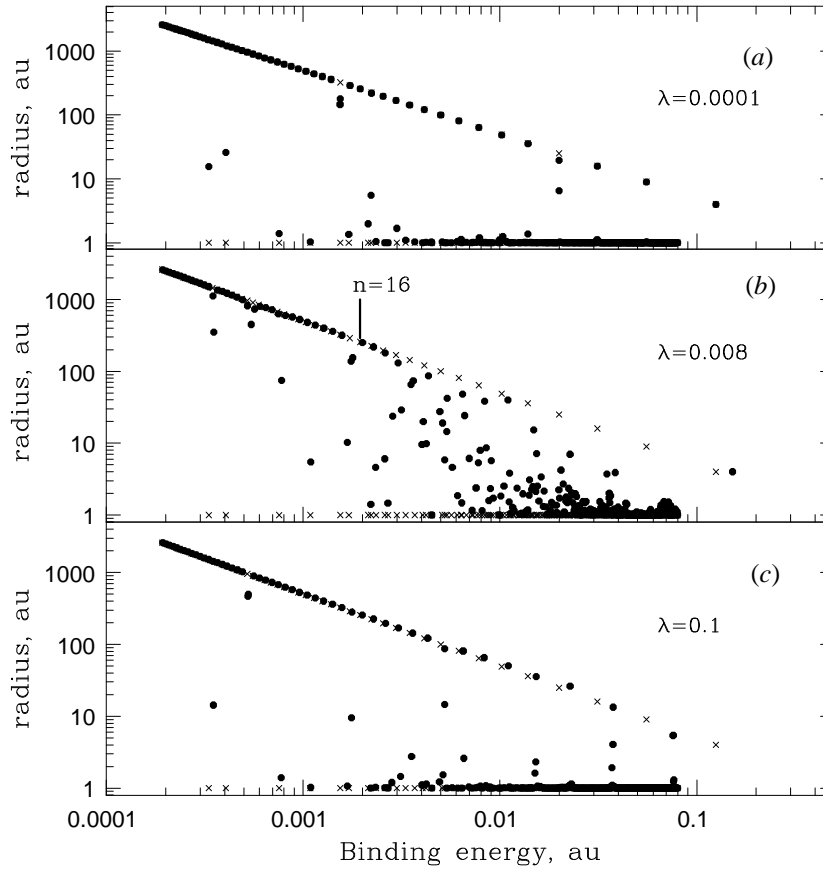 (a)
λ=0.0001
radius, au
1000
100
10
1
(b)
n=16
λ=0.008
radius, au
1000
100
10
1
(c)
λ=0.1
radius, au
1000
100
10
1
0.0001 0.001 0.01 0.1
Binding energy, au